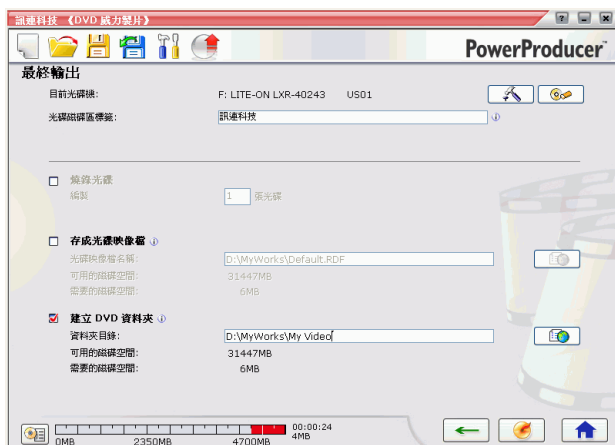 訊連科技 《DVD 威力製片》
PowerProducer™
最終輸出
目前光碟機: F: LITE-ON LXR-40243 US01
光碟磁碟區標籤: 訊連科技
燒錄光碟
編製 1 張光碟
存成光碟映像檔
光碟映像檔名稱: D:\MyWorks\Default.RDF
可用的磁碟空間: 31447MB
需要的磁碟空間: 6MB
建立 DVD 資料夾
資料夾目錄: D:\MyWorks\My Video
可用的磁碟空間: 31447MB
需要的磁碟空間: 6MB
00:00:24
4MB
0MB 2350MB 4700MB